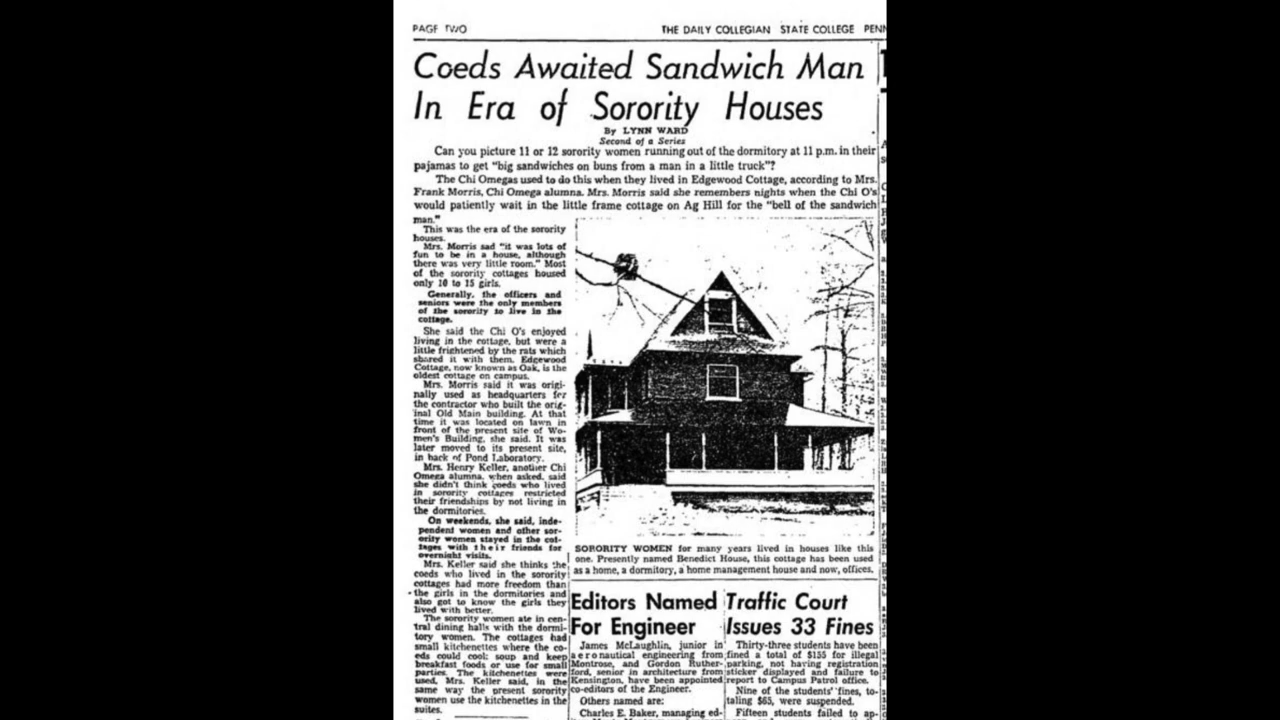 PAGE TWO
THE DAILY COLLEGIAN STATE COLLEGE PENN
Coeds Awaited Sandwich Man
In Era of Sorority Houses
By LYNN WARD
Second of a Series
Can you picture 11 or 12 sorority women running out of the dormitory at 11 p.m. in their
pajamas to get "big sandwiches on buns from a man in a little truck"?
The Chi Omegas used to do this when they lived in Edgewood Cottage, according to Mrs.
Frank Morris, Chi Omega alumna. Mrs. Morris said she remembers nights when the Chi O's
would patiently wait in the little frame cottage on Ag Hill for the "bell of the sandwich
man."
This was the era of the sorority
houses.
Mrs. Morris sad "it was lots of
fun to be in a house, although
there was very little room." Most
of the sorority cottages housed
only 10 to 15 girls.
Generally, the officers and
seniors were the only members
of the sorority to live in the
cottage.
She said the Chi O's enjoyed
living in the cottage, but were a
little frightened by the rats which
shared it with them. Edgewood
Cottage, now known as Oak, is the
oldest cottage on campus.
Mrs. Morris said it was origi-
nally used as headquarters for
the contractor who built the orig-
inal Old Main building. At that
time it was located on lawn in
front of the present site of Wo-
men's Building, she said. It was
later moved to its present site,
in back of Pond Laboratory.
Mrs. Henry Keller, another Chi
Omega alumna, when asked, said
she didn't think coeds who lived
in sorority cottages restricted
their friendships by not living in
the dormitories.
On weekends, she said, inde-
pendent women and other sor-
ority women stayed in the cot-
tages with their friends for
overnight visits.
Mrs. Keller said she thinks the
coeds who lived in the sorority
cottages had more freedom than
the girls in the dormitories and
also got to know the girls they
lived with better.
The sorority women ate in cen-
tral dining halls with the dormi-
tory women. The cottages had
small kitchenettes where the co-
eds could cook soup and keep
breakfast foods or use for small
parties. The kitchenettes were
used, Mrs. Keller said, in the
same way the present sorority
women use the kitchenettes in the
suites.
SORORITY WOMEN for many years lived in houses like this
one. Presently named Benedict House, this cottage has been used
as a home, a dormitory, a home management house and now, offices.
Editors Named
For Engineer
James McLaughlin, junior in
aeronautical engineering from
Montrose, and Gordon Ruther-
ford, senior in architecture from
Kensington, have been appointed
co-editors of the Engineer.
Others named are:
Charles E. Baker, managing ed-
Traffic Court
Issues 33 Fines
Thirty-three students have been
fined a total of $155 for illegal
parking, not having registration
sticker displayed and failure to
report to Campus Patrol office.
Nine of the students' fines, to-
taling $65, were suspended.
Fifteen students failed to ap-